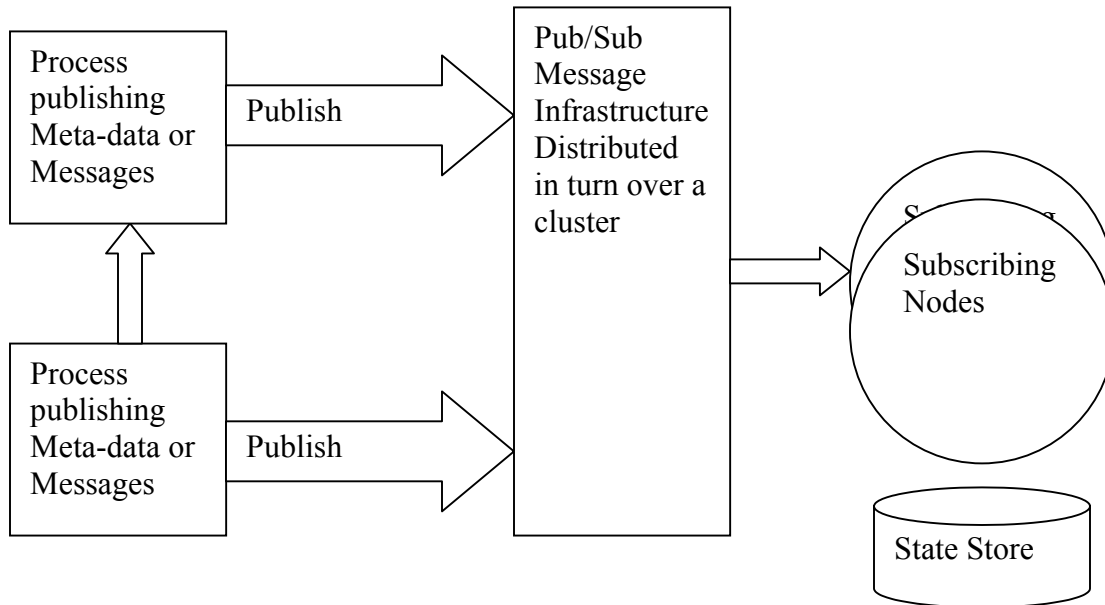 Process
publishing
Meta-data or
Messages
Publish
Pub/Sub
Message
Infrastructure
Distributed
in turn over a
cluster
Subscribing
Nodes
Process
publishing
Meta-data or
Messages
Publish
State Store